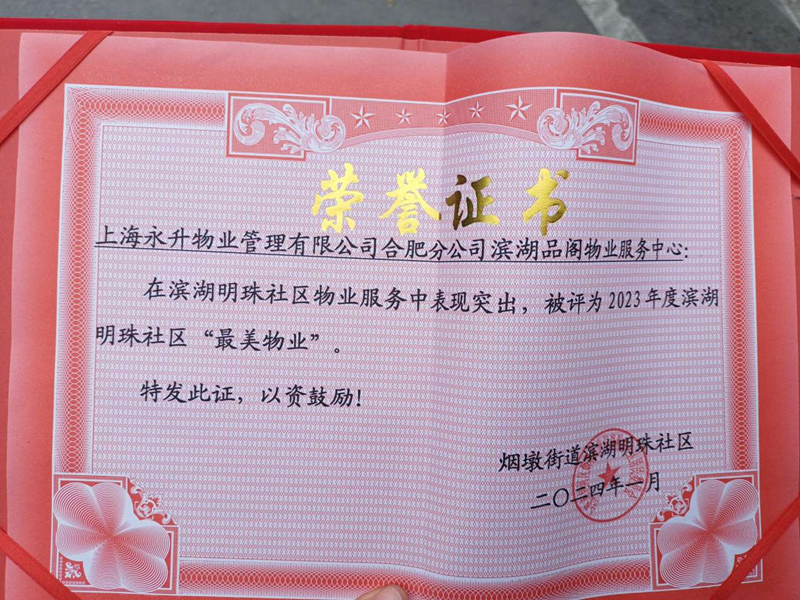 荣誉证书
上海永升物业管理有限公司合肥分公司滨湖品阁物业服务中心:
在滨湖明珠社区物业服务中表现突出，被评为2023年度滨湖
明珠社区“最美物业”。
特发此证，以资鼓励!
烟墩街道滨湖明珠社区
二〇二四年一月